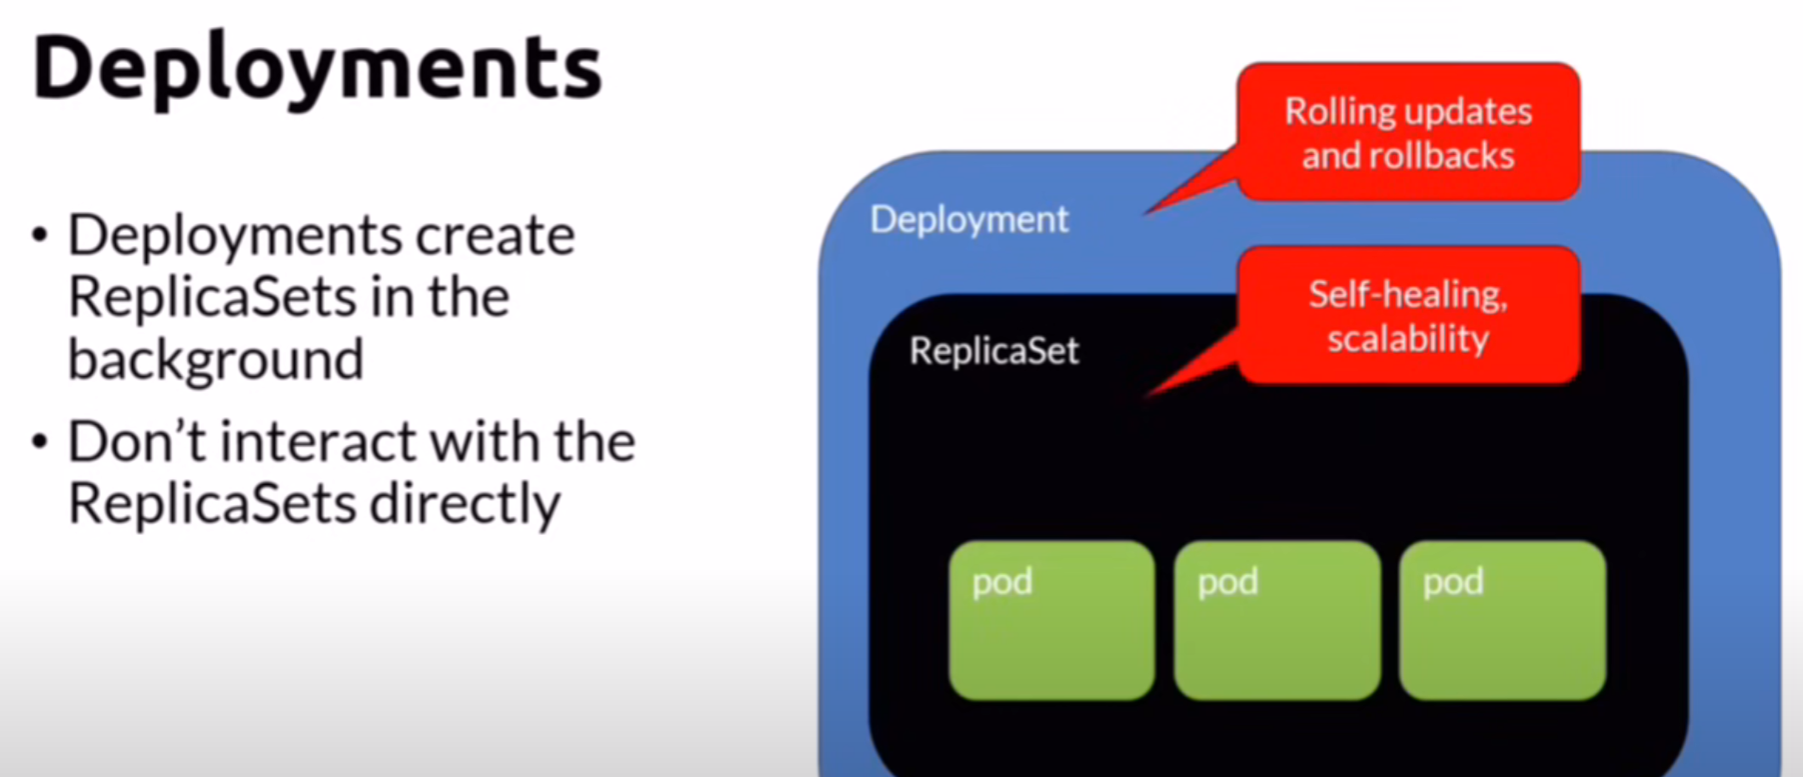 Deployments
• Deployments create
ReplicaSets in the
background
• Don’t interact with the
ReplicaSets directly
Rolling updates
and rollbacks
Deployment
Self-healing,
scalability
ReplicaSet
pod
pod
pod